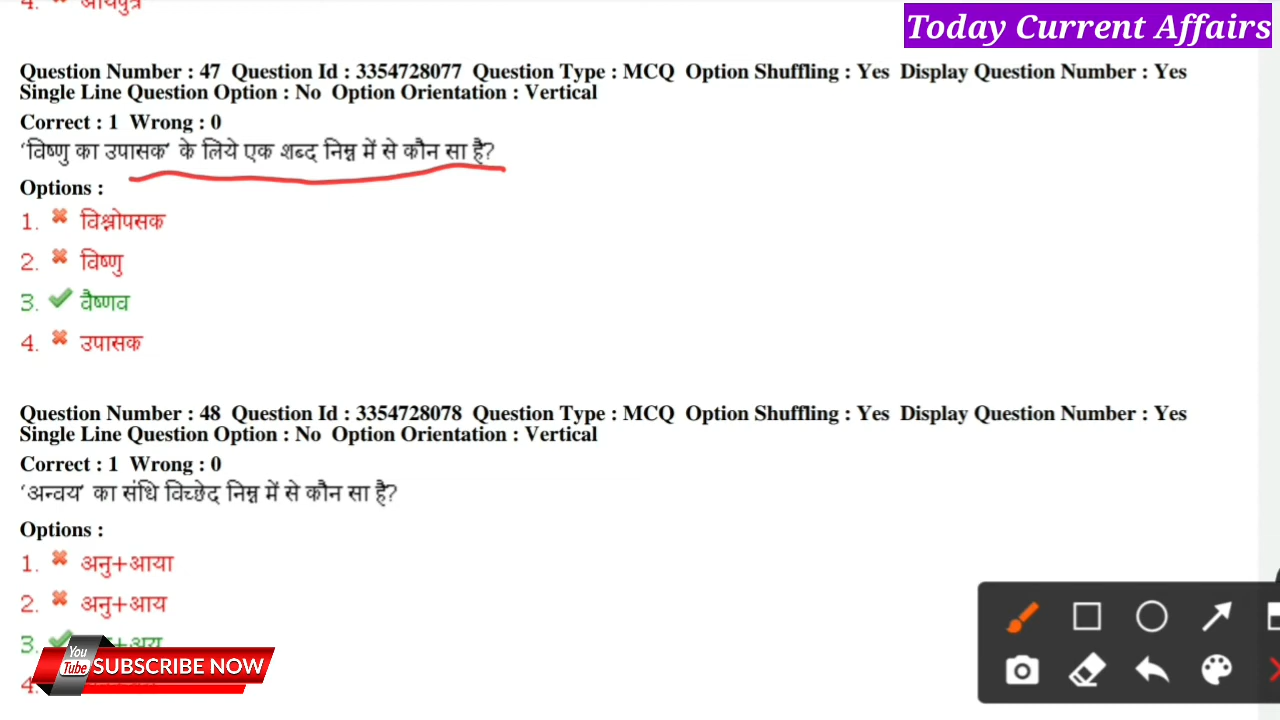 Today Current Affairs
Question Number : 47 Question Id : 3354728077 Question Type : MCQ Option Shuffling : Yes Display Question Number : Yes
Single Line Question Option : No Option Orientation : Vertical
Correct : 1 Wrong : 0
‘विष्णु का उपासक’ के लिये एक शब्द निम्न में से कौन सा है?
Options :
1. विश्नोपसक
2. विष्णु
3. वैष्णव
4. उपासक
Question Number : 48 Question Id : 3354728078 Question Type : MCQ Option Shuffling : Yes Display Question Number : Yes
Single Line Question Option : No Option Orientation : Vertical
Correct : 1 Wrong : 0
‘अन्वय’ का संधि विच्छेद निम्न में से कौन सा है?
Options :
1. अनु+आया
2. अनु+आय
3. +अय
4.
You Tube SUBSCRIBE NOW